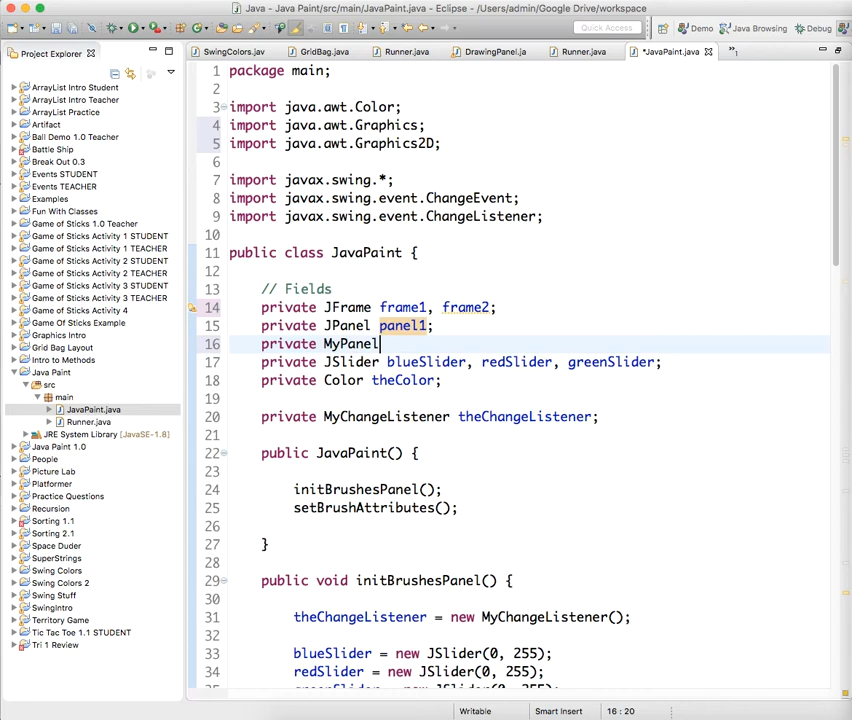 Java - Java Paint/src/main/JavaPaint.java - Eclipse - /Users/admin/Google Drive/workspace
Quick Access
Demo
Java Browsing
Debug
Project Explorer
SwingColors.jav
GridBag.java
Runner.java
DrawingPanel.ja
Runner.java
*JavaPaint.java
»1
ArrayList Intro Student
ArrayList Intro Teacher
ArrayList Practice
Artifact
Ball Demo 1.0 Teacher
Battle Ship
Break Out 0.3
Events STUDENT
Events TEACHER
Examples
Fun With Classes
Game of Sticks 1.0 Teacher
Game of Sticks Activity 1 STUDENT
Game of Sticks Activity 1 TEACHER
Game of Sticks Activity 2 STUDENT
Game of Sticks Activity 2 TEACHER
Game of Sticks Activity 3 STUDENT
Game of Sticks Activity 3 TEACHER
Game of Sticks Activity 4
Game Of Sticks Example
Graphics Intro
Grid Bag Layout
Intro to Methods
Java Paint
src
main
JavaPaint.java
Runner.java
JRE System Library [JavaSE-1.8]
Java Paint 1.0
People
Picture Lab
Platformer
Practice Questions
Recursion
Sorting 1.1
Sorting 2.1
Space Duder
SuperStrings
Swing Colors
Swing Colors 2
Swing Stuff
SwingIntro
Territory Game
Tic Tac Toe 1.1 STUDENT
Tri 1 Review
1 package main;
2
3 import java.awt.Color;
4 import java.awt.Graphics;
5 import java.awt.Graphics2D;
6
7 import javax.swing.*;
8 import javax.swing.event.ChangeEvent;
9 import javax.swing.event.ChangeListener;
10
11 public class JavaPaint {
12
13 // Fields
14 private JFrame frame1, frame2;
15 private JPanel panel1;
16 private MyPanel
17 private JSlider blueSlider, redSlider, greenSlider;
18 private Color theColor;
19
20 private MyChangeListener theChangeListener;
21
22 public JavaPaint() {
23
24 initBrushesPanel();
25 setBrushAttributes();
26
27 }
28
29 public void initBrushesPanel() {
30
31 theChangeListener = new MyChangeListener();
32
33 blueSlider = new JSlider(0, 255);
34 redSlider = new JSlider(0, 255);
35 greenSlider = new JSlider(0, 255);
Writable
Smart Insert
16 : 20